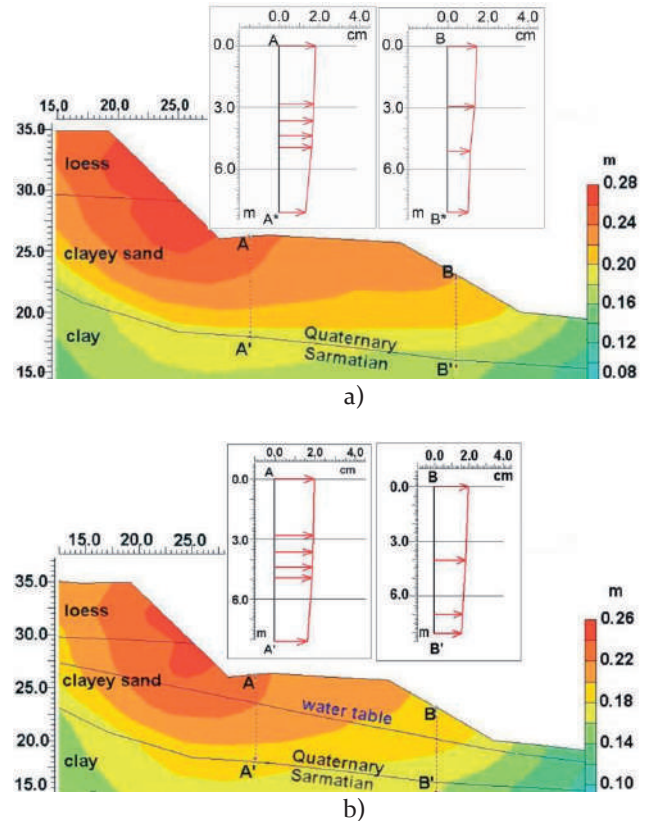 0.0 2.0 4.0
A cm
0.0
3.0
6.0
m A*
0.0 2.0 4.0
B cm
B*
15.0 20.0 25.0
35.0
30.0
25.0
20.0
15.0
loess
clayey sand
clay
A
A'
B
B'
Quaternary
Sarmatian
m
0.28
0.24
0.20
0.16
0.12
0.08
a)
0.0 2,0 4,0
A cm
0.0
3.0
6.0
m
A'
0.0 2.0 4.0
B cm
0.0
3.0
6.0
m
B'
15.0 20.0 25.0
35.0
30.0
25.0
20.0
15.0
loess
clayey sand
clay
A
A'
B
B'
water table
Quaternary
Sarmatian
m
0.26
0.22
0.18
0.14
0.10
b)